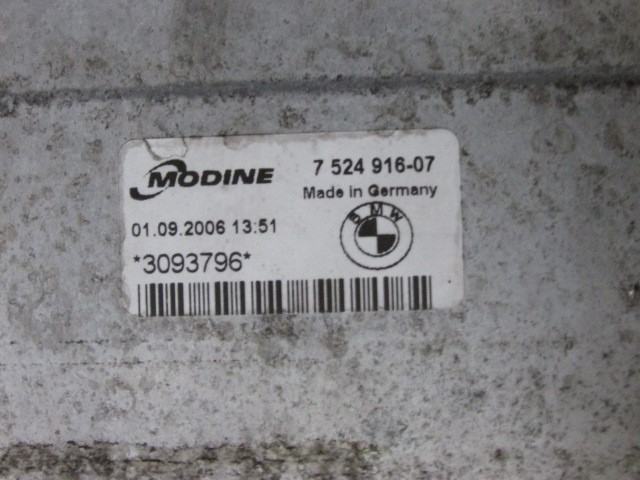 MODINE
7 524 916-07
Made in Germany
01.09.2006 13:51
BMW
*3093796*